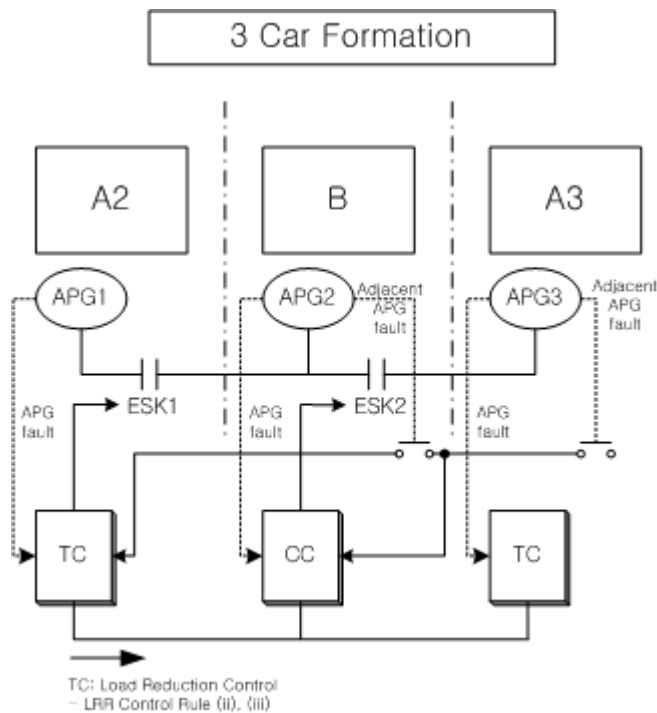 3 Car Formation
A2
B
A3
APG1
APG2
Adjacent
APG
fault
APG3
Adjacent
APG
fault
ESK1
ESK2
APG
fault
APG
fault
APG
fault
TC
CC
TC
TC: Load Reduction Control
- LRR Control Rule (ii), (iii)